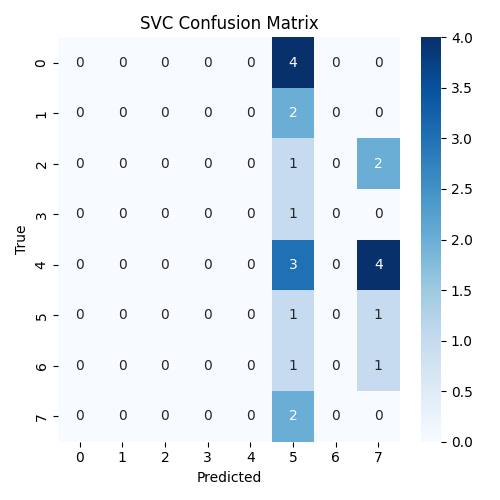 SVC Confusion Matrix
True
0 0 0 0 0 0 4 0 0
1 0 0 0 0 0 2 0 0
2 0 0 0 0 0 1 0 2
3 0 0 0 0 0 1 0 0
4 0 0 0 0 0 3 0 4
5 0 0 0 0 0 1 0 1
6 0 0 0 0 0 1 0 1
7 0 0 0 0 0 2 0 0
0 1 2 3 4 5 6 7
Predicted
4.0
3.5
3.0
2.5
2.0
1.5
1.0
0.5
0.0